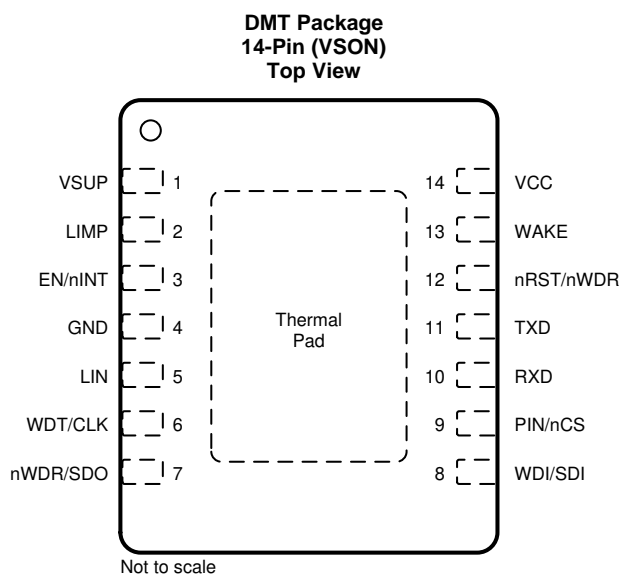 DMT Package
14-Pin (VSON)
Top View
VSUP 1
LIMP 2
EN/nINT 3
GND 4
LIN 5
WDT/CLK 6
nWDR/SDO 7
Thermal
Pad
14 VCC
13 WAKE
12 nRST/nWDR
11 TXD
10 RXD
9 PIN/nCS
8 WDI/SDI
Not to scale